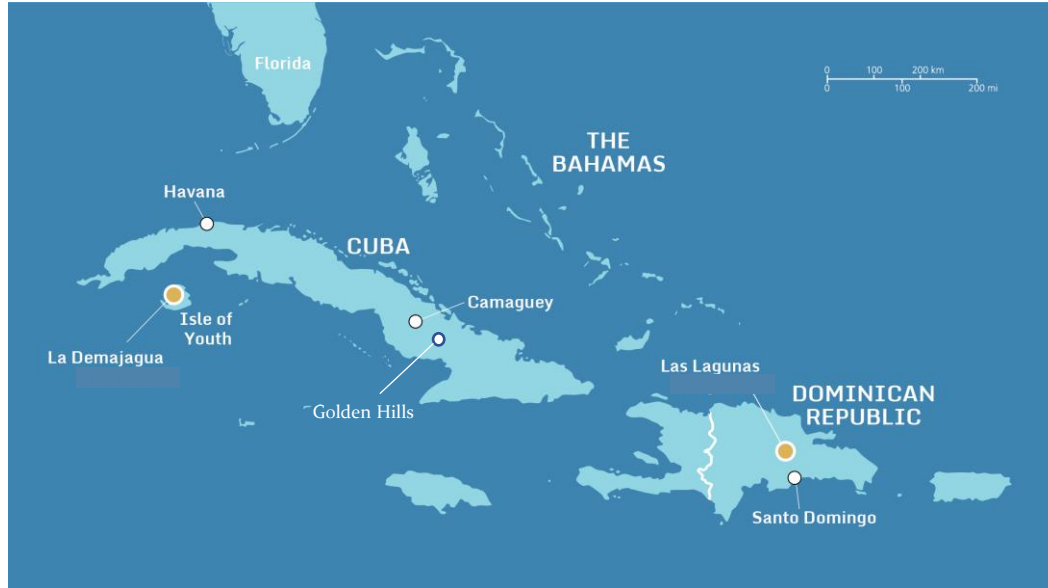 Florida
0 100 200 km
0 100 200 mi
THE
BAHAMAS
Havana
CUBA
Camaguey
Isle of
Youth
La Demajagua
Las Lagunas
Golden Hills
DOMINICAN
REPUBLIC
Santo Domingo